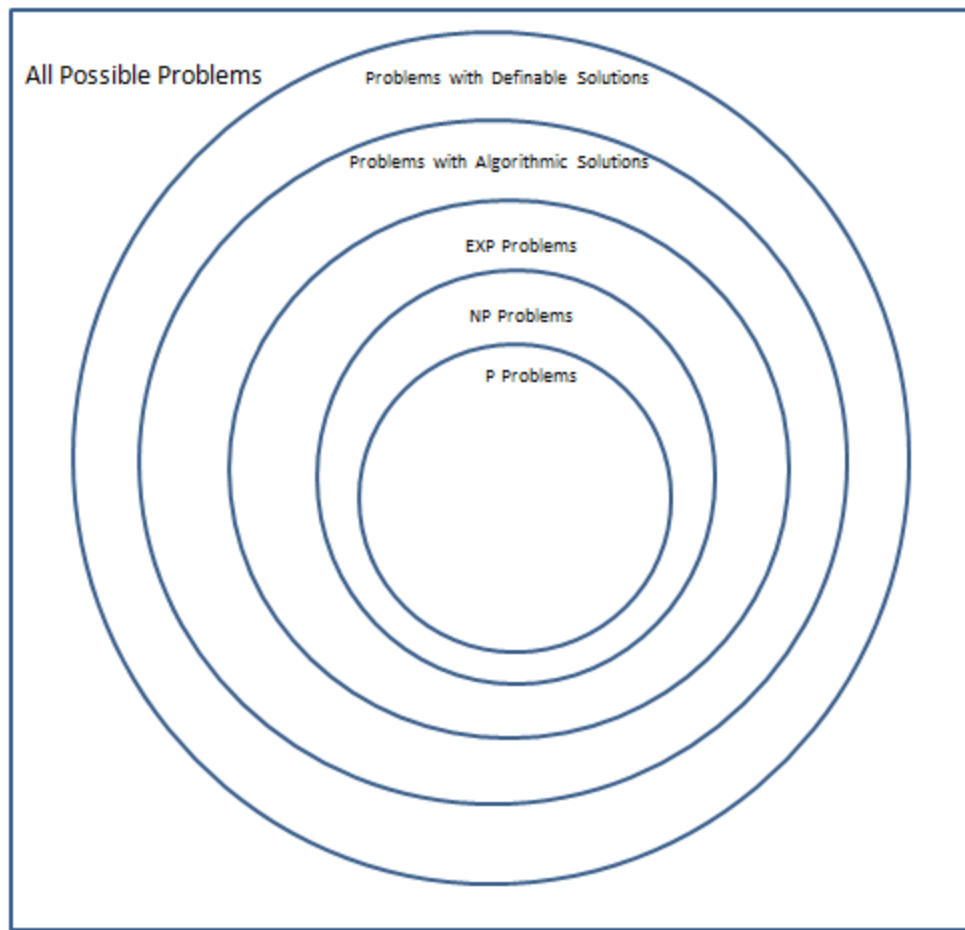 All Possible Problems
Problems with Definable Solutions
Problems with Algorithmic Solutions
EXP Problems
NP Problems
P Problems